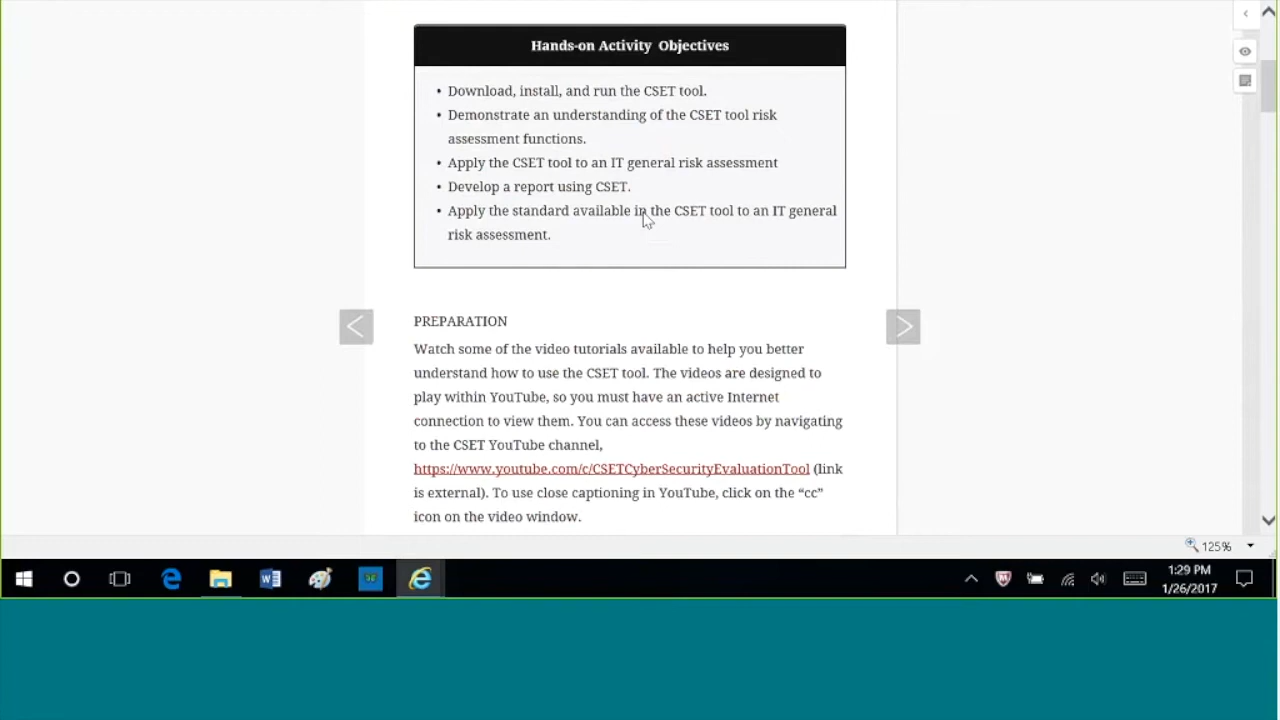 Hands-on Activity Objectives
• Download, install, and run the CSET tool.
• Demonstrate an understanding of the CSET tool risk
assessment functions.
• Apply the CSET tool to an IT general risk assessment
• Develop a report using CSET.
• Apply the standard available in the CSET tool to an IT general
risk assessment.
PREPARATION
Watch some of the video tutorials available to help you better
understand how to use the CSET tool. The videos are designed to
play within YouTube, so you must have an active Internet
connection to view them. You can access these videos by navigating
to the CSET YouTube channel,
https://www.youtube.com/c/CSETCyberSecurityEvaluationTool (link
is external). To use close captioning in YouTube, click on the “cc”
icon on the video window.
125%
1:29 PM
1/26/2017